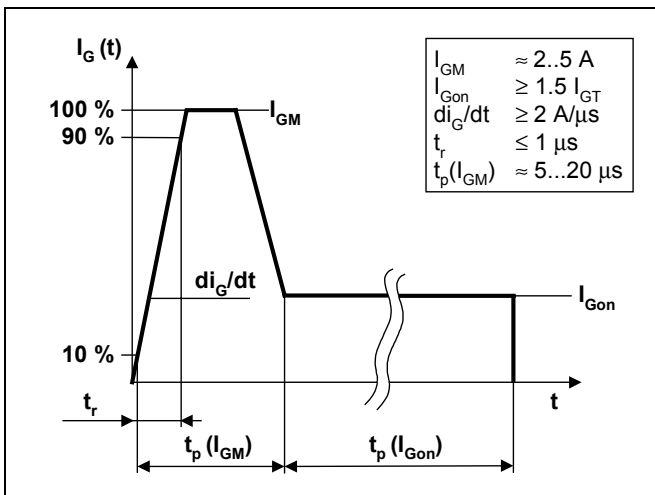 I_G (t)
100 %
90 %
10 %
I_GM
di_G/dt
I_Gon
t
t_r
t_p (I_GM)
t_p (I_Gon)
I_GM ≈ 2..5 A
I_Gon ≥ 1.5 I_GT
di_G/dt ≥ 2 A/μs
t_r ≤ 1 μs
t_p(I_GM) ≈ 5...20 μs